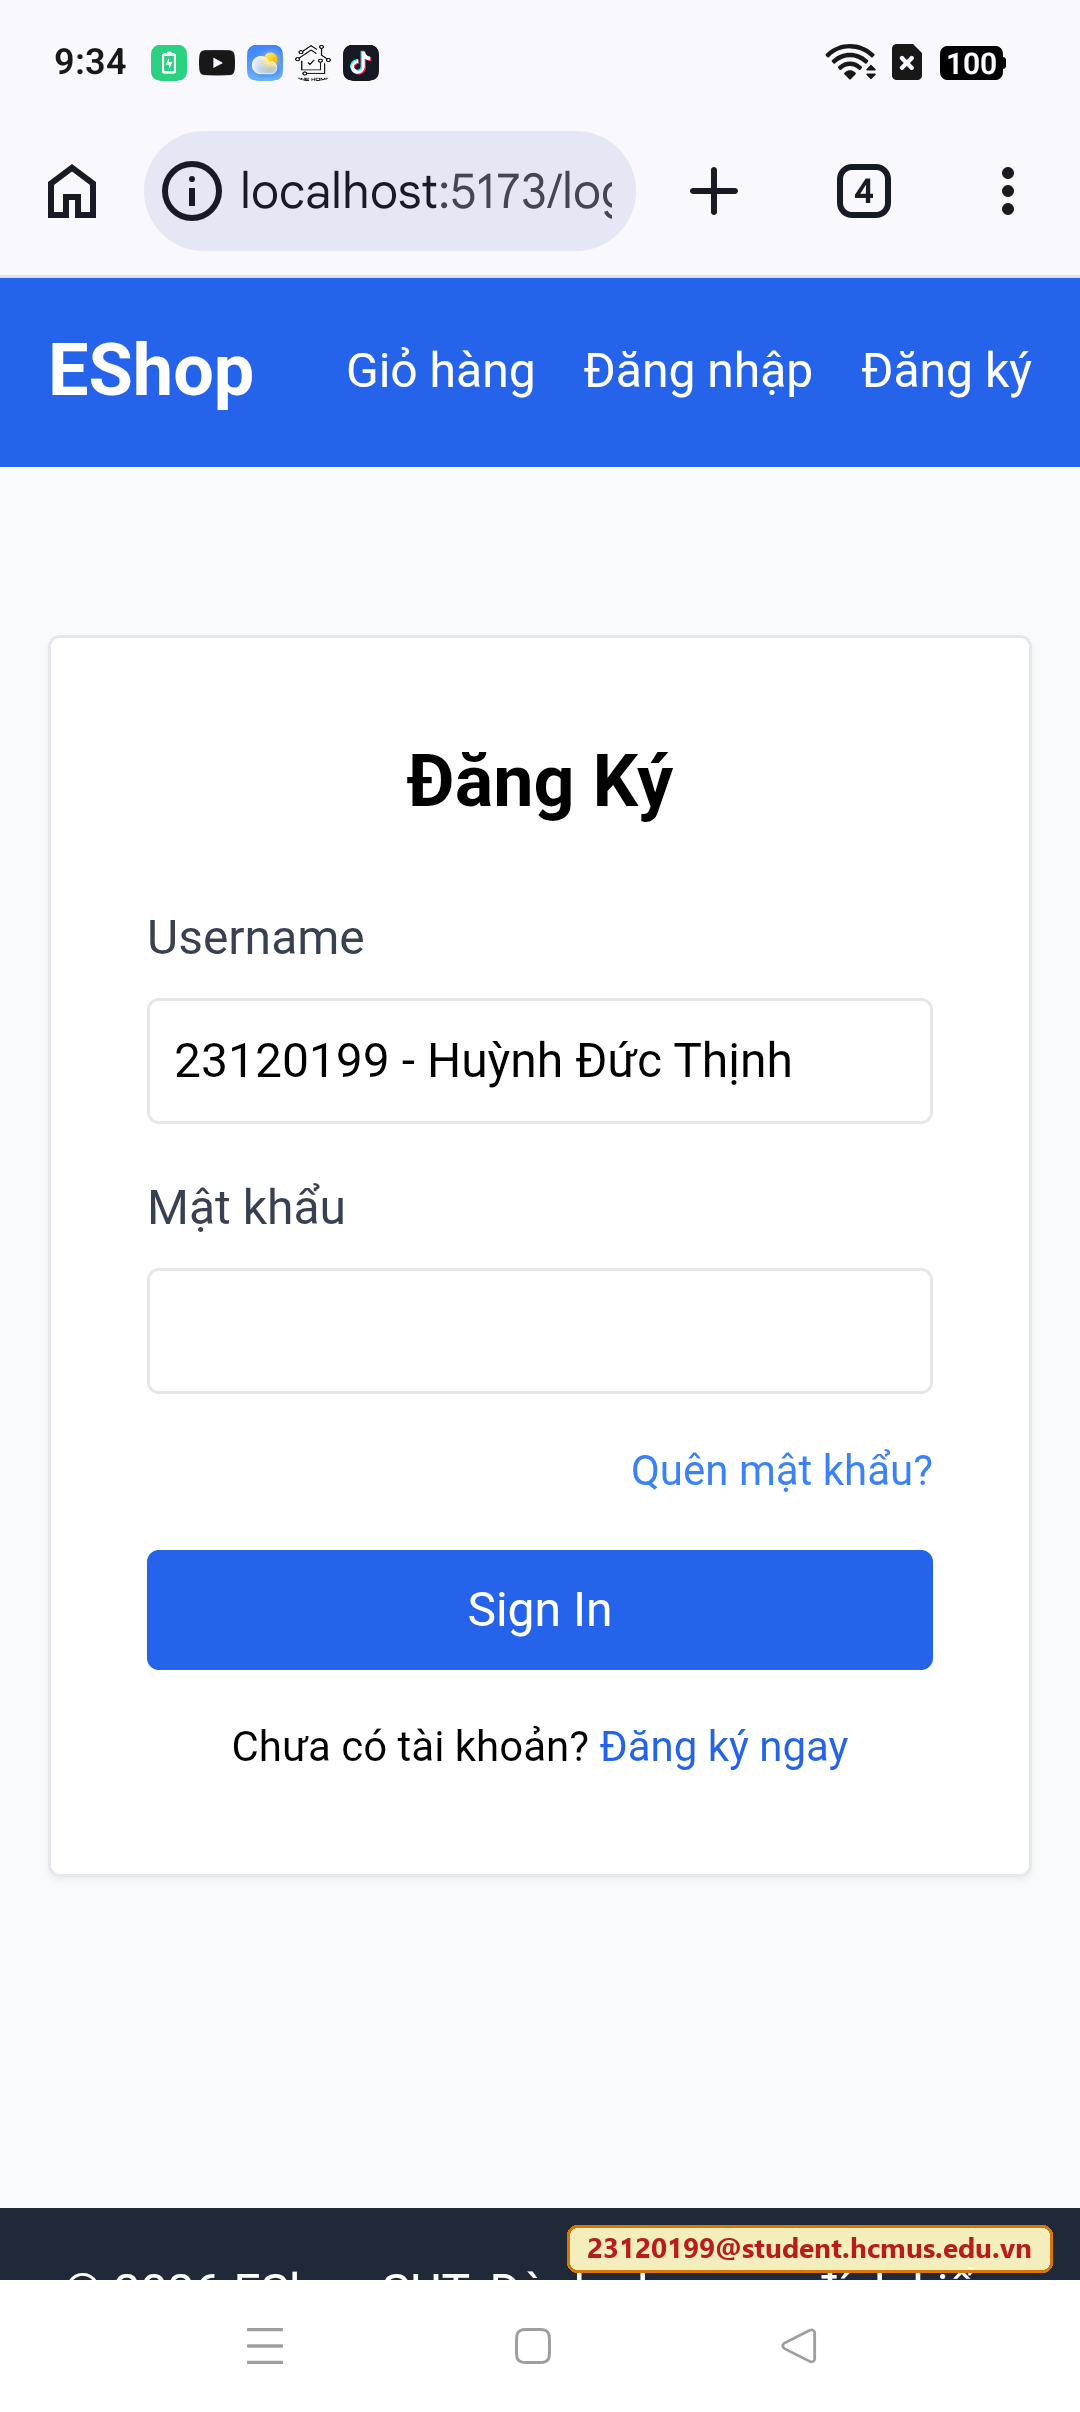 9:34
100
localhost:5173/log
4
EShop
Giỏ hàng
Đăng nhập
Đăng ký
Đăng Ký
Username
23120199 - Huỳnh Đức Thịnh
Mật khẩu
Quên mật khẩu?
Sign In
Chưa có tài khoản? Đăng ký ngay
23120199@student.hcmus.edu.vn